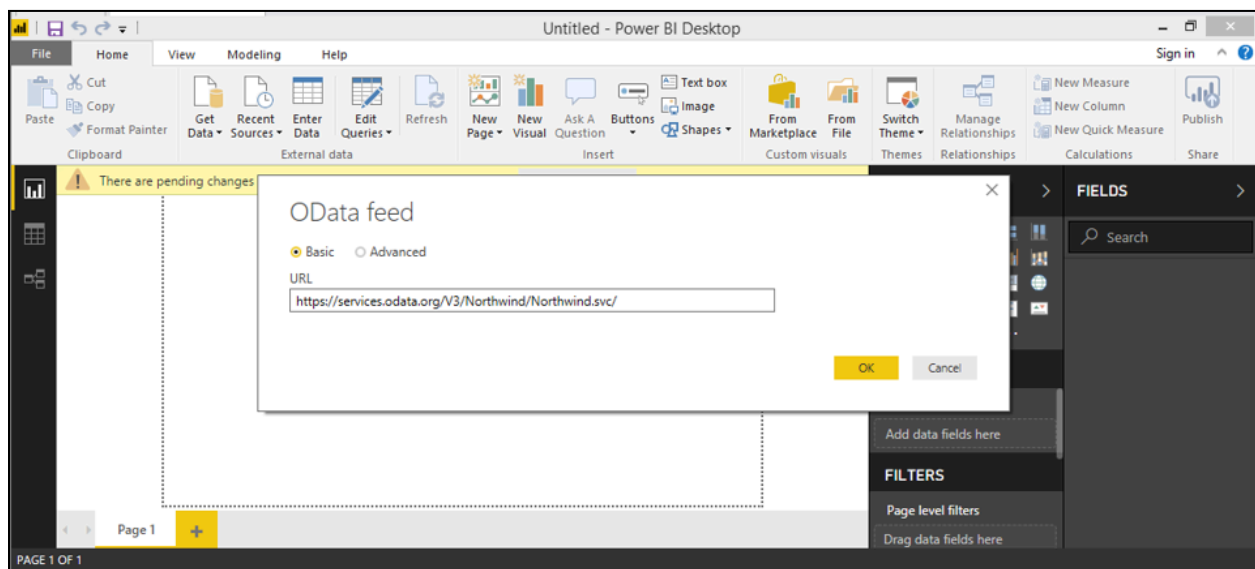 Untitled - Power BI Desktop
File Home View Modeling Help Sign in
Paste
Cut
Copy
Format Painter
Clipboard
Get Data
Recent Sources
Enter Data
Edit Queries
Refresh
External data
New Page
New Visual
Ask A Question
Buttons
Text box
Image
Shapes
Insert
From Marketplace
From File
Custom visuals
Switch Theme
Themes
Manage Relationships
Relationships
New Measure
New Column
New Quick Measure
Calculations
Publish
Share
There are pending changes
OData feed
Basic Advanced
URL
https://services.odata.org/V3/Northwind/Northwind.svc/
OK Cancel
FIELDS
Search
Add data fields here
FILTERS
Page level filters
Drag data fields here
Page 1
PAGE 1 OF 1